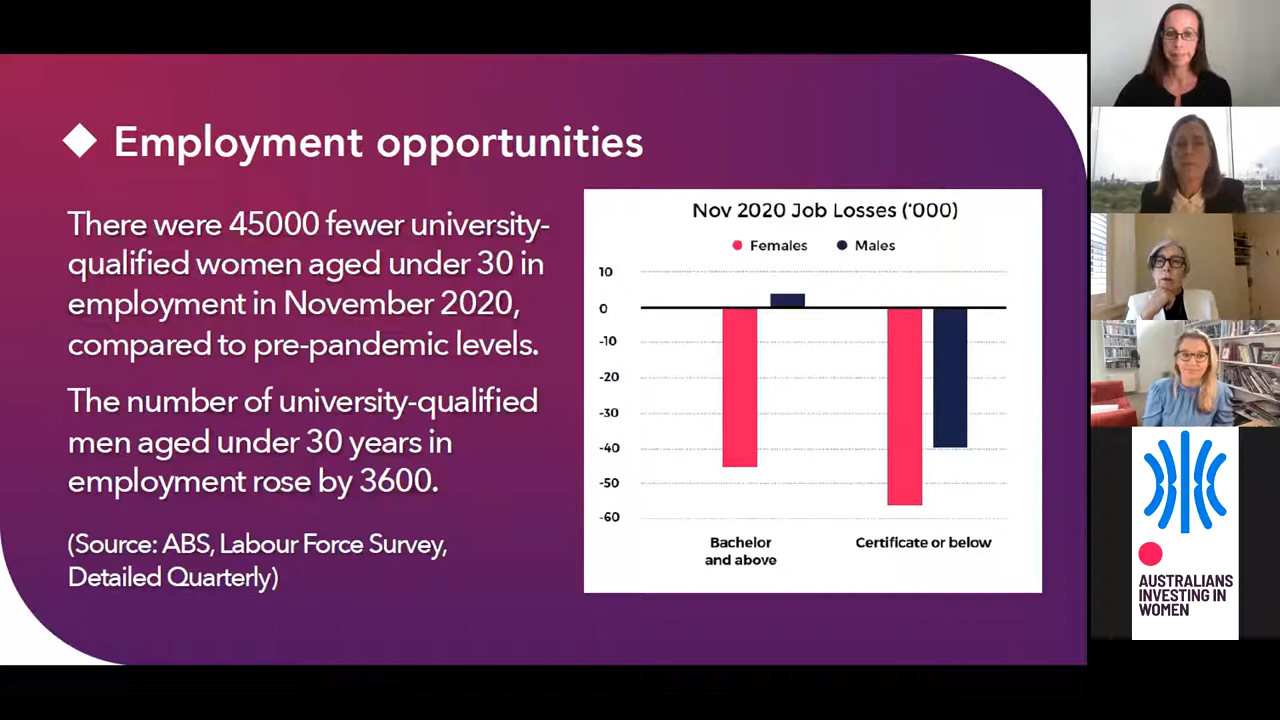 Employment opportunities
There were 45000 fewer university-
qualified women aged under 30 in
employment in November 2020,
compared to pre-pandemic levels.
The number of university-qualified
men aged under 30 years in
employment rose by 3600.
(Source: ABS, Labour Force Survey,
Detailed Quarterly)
Nov 2020 Job Losses ('000)
Females Males
10
0
-10
-20
-30
-40
-50
-60
Bachelor
and above
Certificate or below
AUSTRALIANS
INVESTING IN
WOMEN